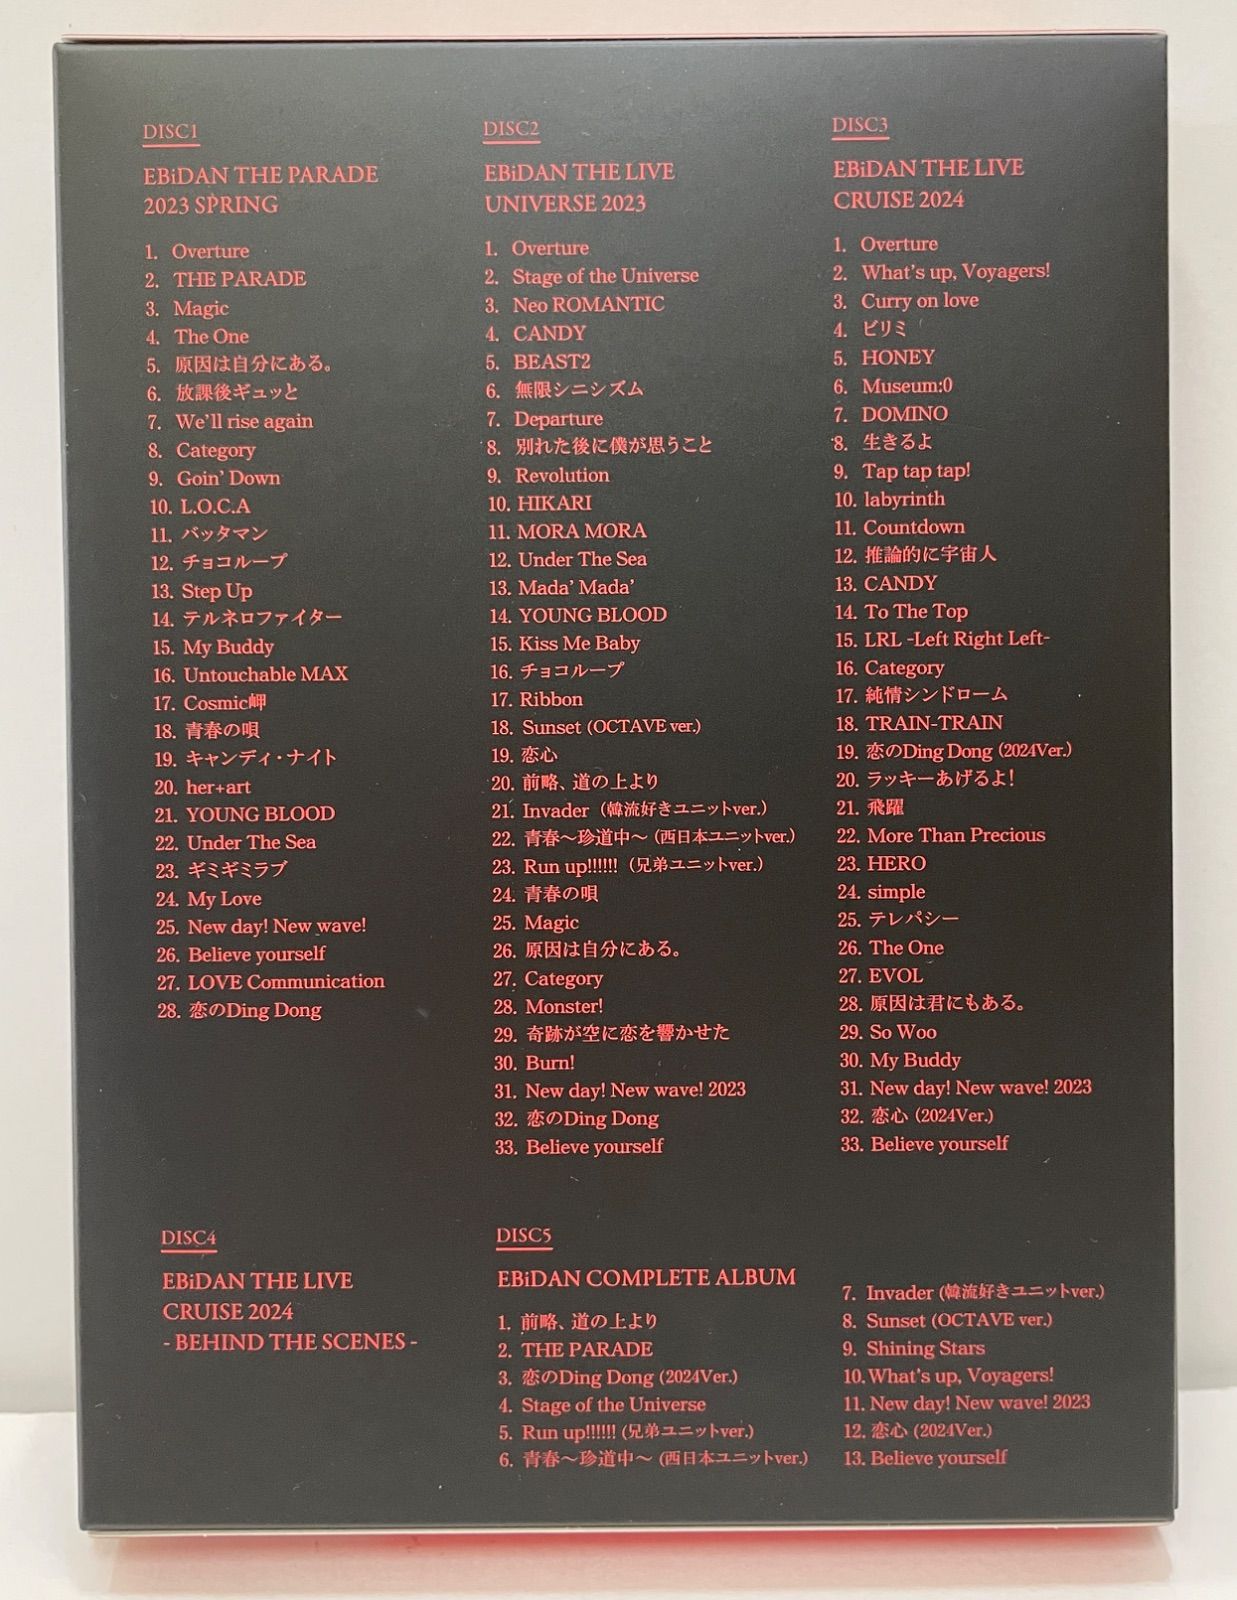 DISC1
EBiDAN THE PARADE
2023 SPRING
1. Overture
2. THE PARADE
3. Magic
4. The One
5. 原因は自分にある。
6. 放課後ギュッと
7. We'll rise again
8. Category
9. Goin' Down
10. L.O.C.A
11. バッタマン
12. チョコループ
13. Step Up
14. テルネロファイター
15. My Buddy
16. Untouchable MAX
17. Cosmic岬
18. 青春の唄
19. キャンディ・ナイト
20. her+art
21. YOUNG BLOOD
22. Under The Sea
23. ギミギミラブ
24. My Love
25. New day! New wave!
26. Believe yourself
27. LOVE Communication
28. 恋のDing Dong
DISC2
EBiDAN THE LIVE
UNIVERSE 2023
1. Overture
2. Stage of the Universe
3. Neo ROMANTIC
4. CANDY
5. BEAST2
6. 無限シニシズム
7. Departure
8. 別れた後に僕が思うこと
9. Revolution
10. HIKARI
11. MORA MORA
12. Under The Sea
13. Mada' Mada'
14. YOUNG BLOOD
15. Kiss Me Baby
16. チョコループ
17. Ribbon
18. Sunset (OCTAVE ver.)
19. 恋心
20. 前略、道の上より
21. Invader (韓流好きユニットver.)
22. 青春～珍道中～ (西日本ユニットver.)
23. Run up!!!!!! (兄弟ユニットver.)
24. 青春の唄
25. Magic
26. 原因は自分にある。
27. Category
28. Monster!
29. 奇跡が空に恋を響かせた
30. Burn!
31. New day! New wave! 2023
32. 恋のDing Dong
33. Believe yourself
DISC3
EBiDAN THE LIVE
CRUISE 2024
1. Overture
2. What's up, Voyagers!
3. Curry on love
4. ビリミ
5. HONEY
6. Museum:0
7. DOMINO
8. 生きるよ
9. Tap tap tap!
10. labyrinth
11. Countdown
12. 推論的に宇宙人
13. CANDY
14. To The Top
15. LRL -Left Right Left-
16. Category
17. 純情シンドローム
18. TRAIN-TRAIN
19. 恋のDing Dong (2024Ver.)
20. ラッキーあげるよ!
21. 飛躍
22. More Than Precious
23. HERO
24. simple
25. テレパシー
26. The One
27. EVOL
28. 原因は君にもある。
29. So Woo
30. My Buddy
31. New day! New wave! 2023
32. 恋心 (2024Ver.)
33. Believe yourself
DISC4
EBiDAN THE LIVE
CRUISE 2024
- BEHIND THE SCENES -
DISC5
EBiDAN COMPLETE ALBUM
1. 前略、道の上より
2. THE PARADE
3. 恋のDing Dong (2024Ver.)
4. Stage of the Universe
5. Run up!!!!!! (兄弟ユニットver.)
6. 青春～珍道中～ (西日本ユニットver.)
7. Invader (韓流好きユニットver.)
8. Sunset (OCTAVE ver.)
9. Shining Stars
10. What's up, Voyagers!
11. New day! New wave! 2023
12. 恋心 (2024Ver.)
13. Believe yourself